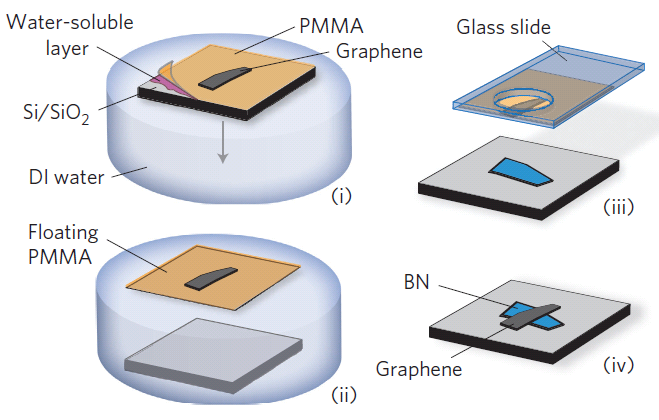 Water-soluble
layer
PMMA
Graphene
Si/SiO₂
DI water
(i)
Floating
PMMA
(ii)
Glass slide
(iii)
BN
Graphene
(iv)